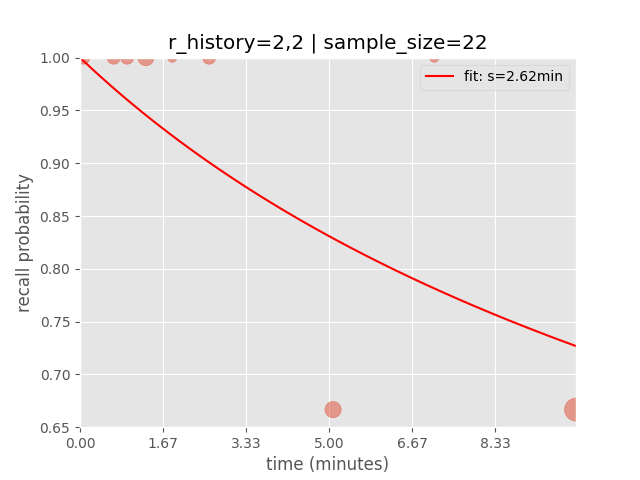 r_history=2,2 | sample_size=22
fit: s=2.62min
1.00
0.95
0.90
0.85
0.80
0.75
0.70
0.65
recall probability
0.00 1.67 3.33 5.00 6.67 8.33
time (minutes)